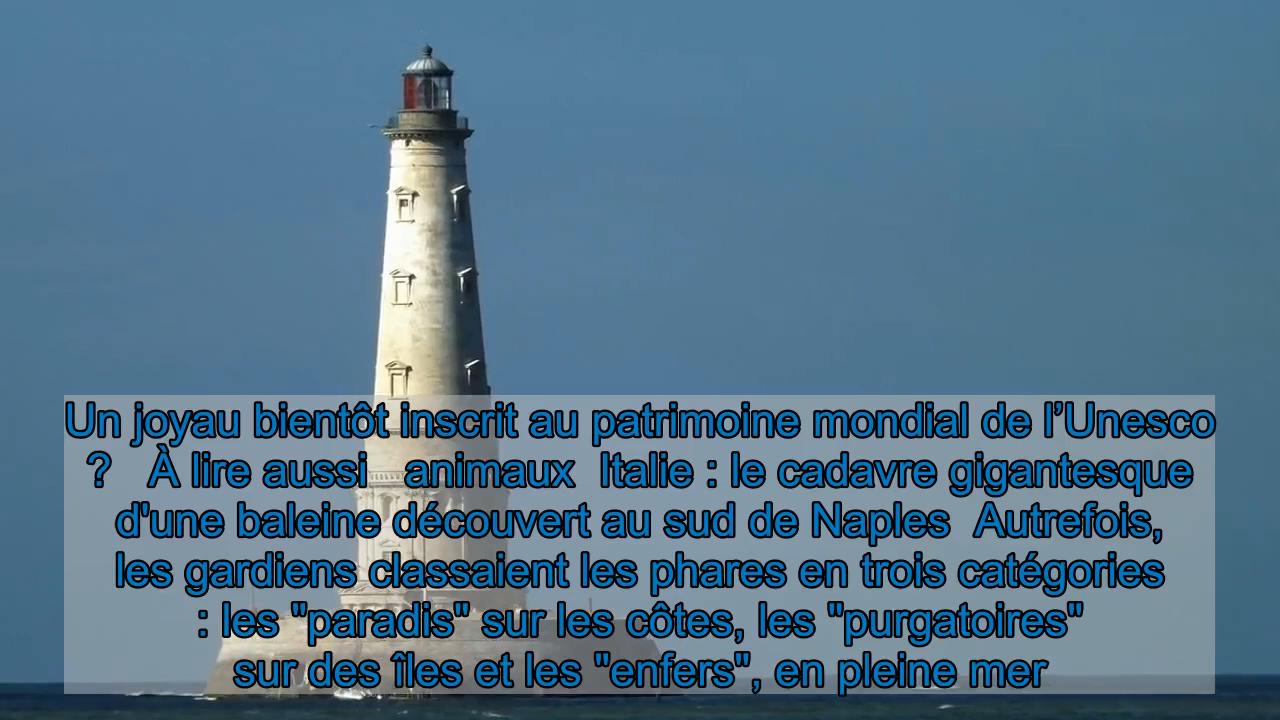 Un joyau bientôt inscrit au patrimoine mondial de l’Unesco
? À lire aussi animaux Italie : le cadavre gigantesque
d'une baleine découvert au sud de Naples Autrefois,
les gardiens classaient les phares en trois catégories
: les "paradis" sur les côtes, les "purgatoires"
sur des îles et les "enfers", en pleine mer